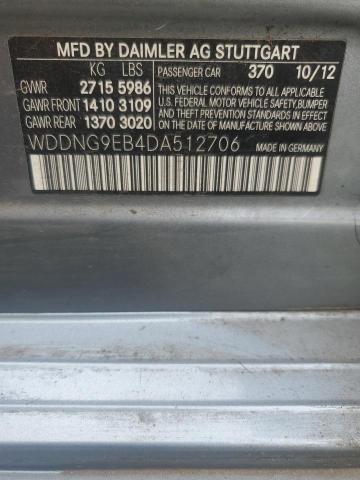 MFD BY DAIMLER AG STUTTGART
KG LBS PASSENGER CAR 370 10/12
GVWR 2715 5986 THIS VEHICLE CONFORMS TO ALL APPLICABLE
GAWR FRONT 1410 3109 U.S. FEDERAL MOTOR VEHICLE SAFETY, BUMPER
GAWR REAR 1370 3020 AND THEFT PREVENTION STANDARDS IN EFFECT
ON THE DATE OF MANUFACTURE SHOWN ABOVE.
WDDNG9EB4DA512706
MADE IN GERMANY